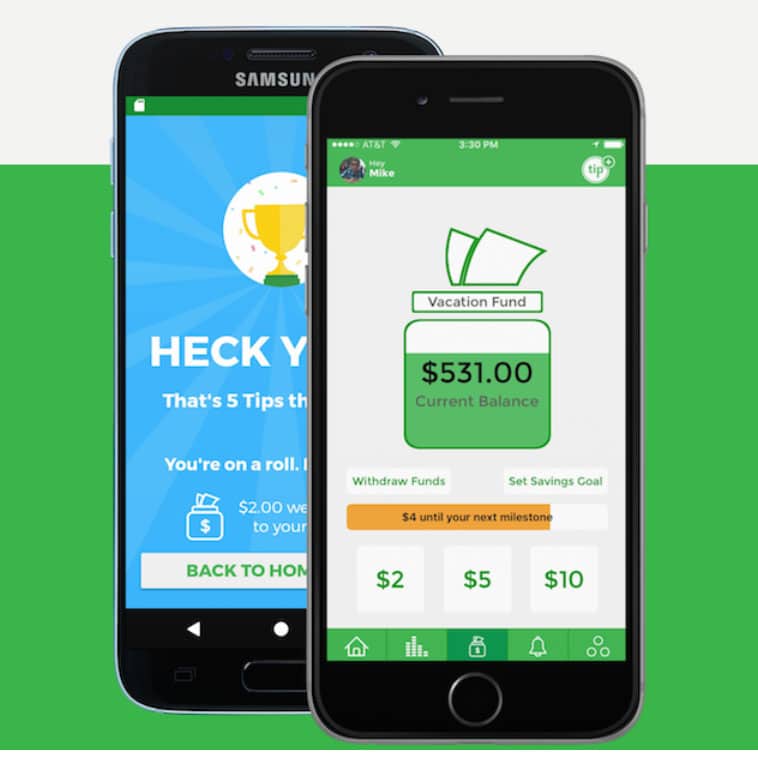 SAMSUN
HECK Y
That's 5 Tips th
You're on a roll.
$
$2.00 we
to your
BACK TO HOM
AT&T
3:30 PM
Hey
Mike
tip
+
Vacation Fund
$531.00
Current Balance
Withdraw Funds
Set Savings Goal
$4 until your next milestone
$2
$5
$10
$